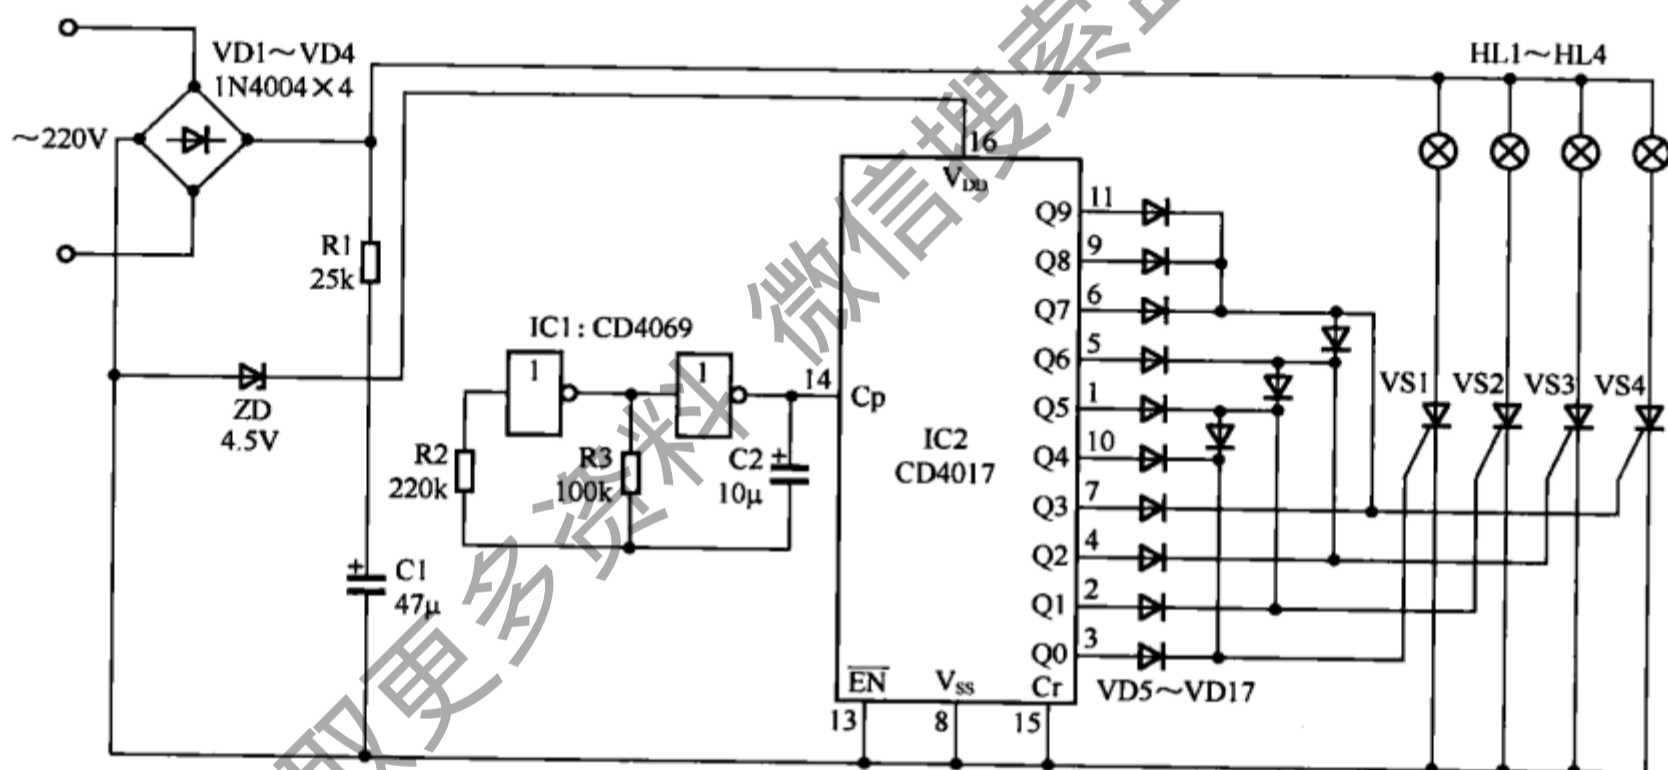 VD1～VD4
1N4004×4
～220V
R1
25k
ZD
4.5V
C1
47μ
+
IC1：CD4069
1
1
R2
220k
R3
100k
C2
10μ
+
14
Cp
16
V_DD
IC2
CD4017
Q9 11
Q8 9
Q7 6
Q6 5
Q5 1
Q4 10
Q3 7
Q2 4
Q1 2
Q0 3
E̅N̅
V_SS
Cr
13
8
15
VD5～VD17
HL1～HL4
VS1
VS2
VS3
VS4
取更多资料 微信搜索